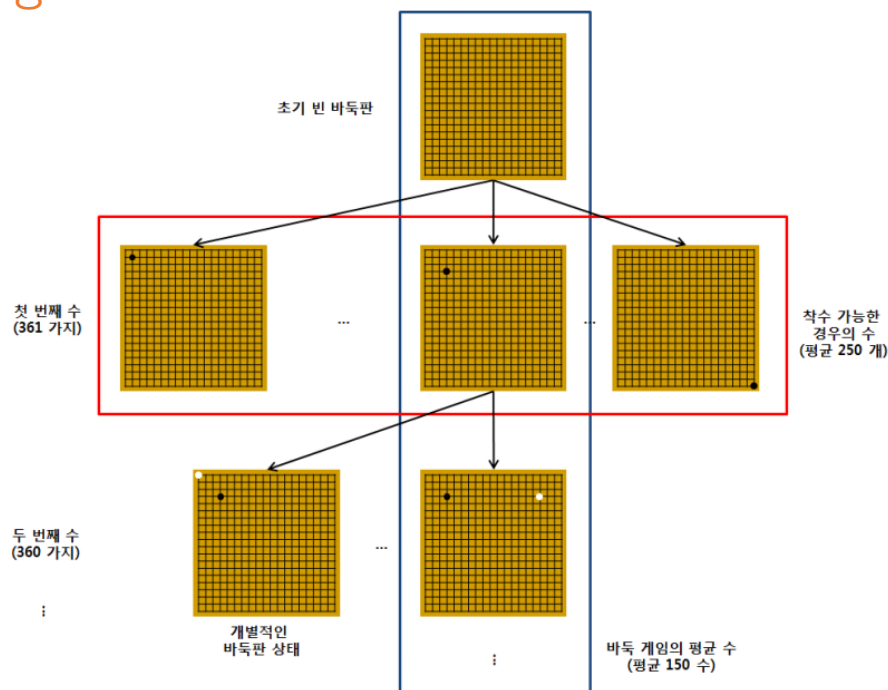 g
초기 빈 바둑판
첫 번째 수
(361 가지)
...
...
착수 가능한
경우의 수
(평균 250 개)
두 번째 수
(360 가지)
...
⋮
개별적인
바둑판 상태
⋮
바둑 게임의 평균 수
(평균 150 수)